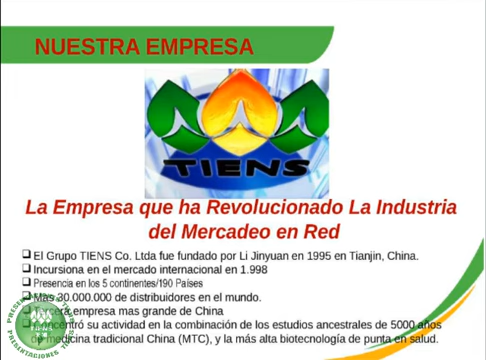 NUESTRA EMPRESA
TIENS
La Empresa que ha Revolucionado La Industria
del Mercadeo en Red
El Grupo TIENS Co. Ltda fue fundado por Li Jinyuan en 1995 en Tianjin, China.
Incursiona en el mercado internacional en 1.998
Presencia en los 5 continentes/190 Países
Mas 30.000.000 de distribuidores en el mundo.
Tercera empresa mas grande de China
Concentró su actividad en la combinación de los estudios ancestrales de 5000 años
de medicina tradicional China (MTC), y la más alta biotecnología de punta en salud.
PRESENTACIONES